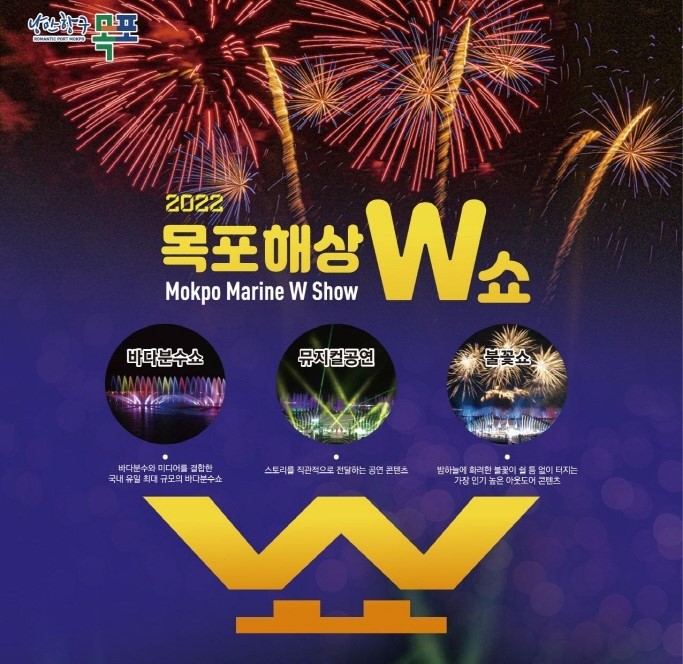 낭만항구 목포
ROMANTIC PORT MOKPO
2022
목포해상W쇼
Mokpo Marine W Show
바다분수쇼
바다분수와 미디어를 결합한
국내 유일 최대 규모의 바다분수쇼
뮤지컬공연
스토리를 직관적으로 전달하는 공연 콘텐츠
불꽃쇼
밤하늘에 화려한 불꽃이 쉴 틈 없이 터지는
가장 인기 높은 아웃도어 콘텐츠